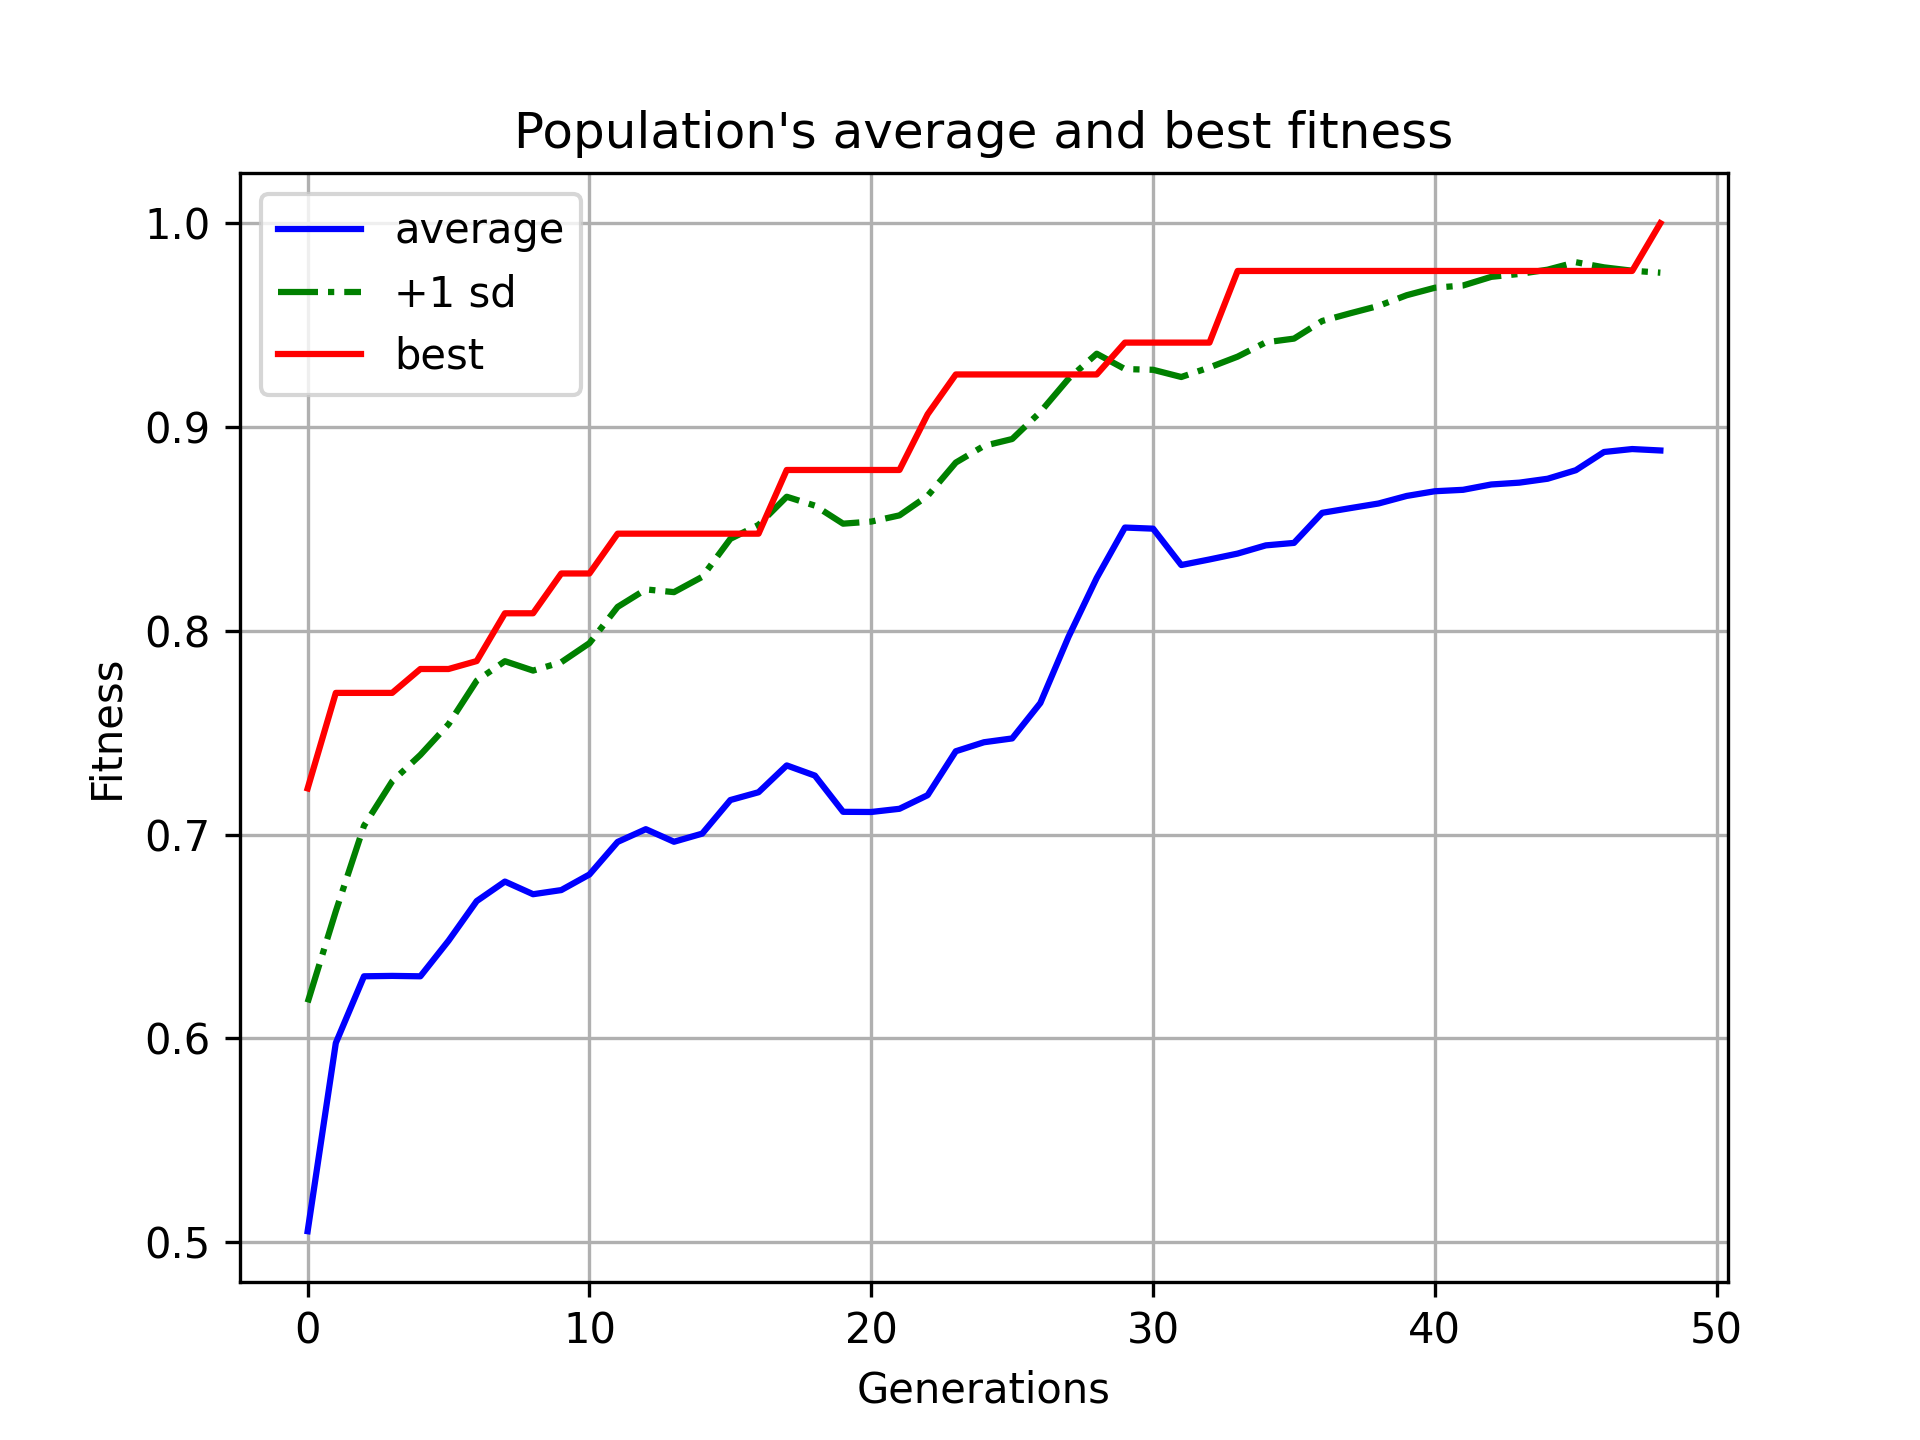 Population's average and best fitness
average
+1 sd
best
1.0
0.9
0.8
0.7
0.6
0.5
Fitness
0 10 20 30 40 50
Generations